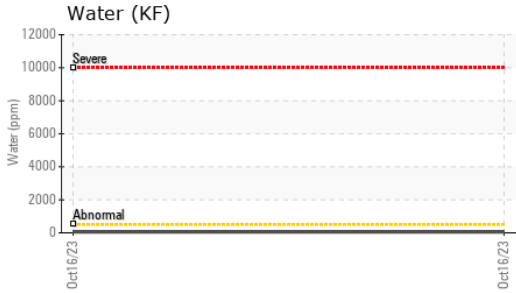 Water (KF)
12000
10000
8000
6000
4000
2000
0
Water (ppm)
Severe
Abnormal
Oct16/23
Oct16/23